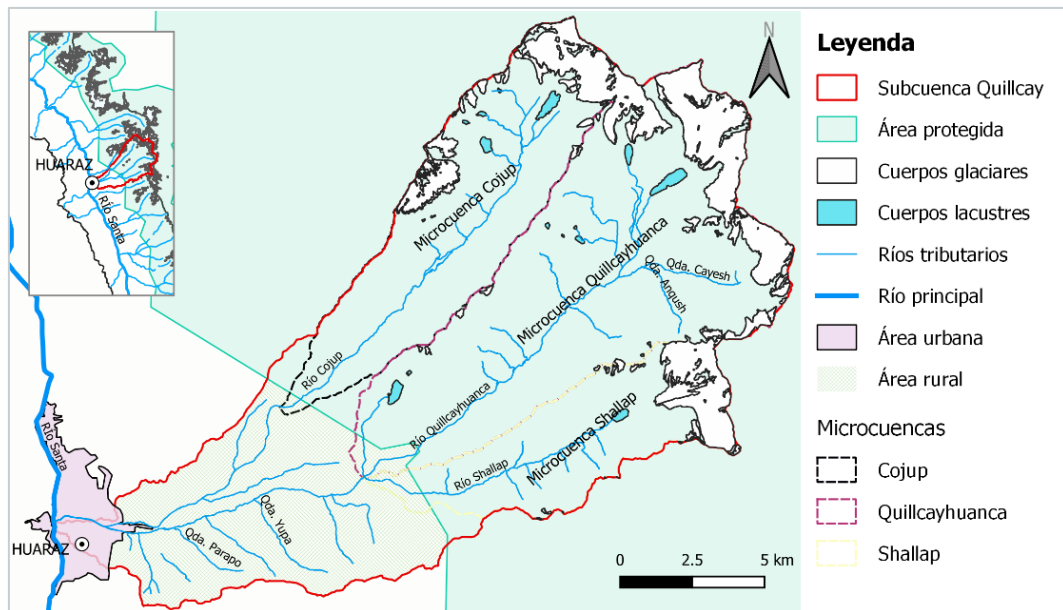 HUARAZ
Río Santa
N
Leyenda
Subcuenca Quillcay
Área protegida
Cuerpos glaciares
Cuerpos lacustres
Ríos tributarios
Río principal
Área urbana
Área rural
Microcuencas
Cojup
Quillcayhuanca
Shallap
Microcuenca Cojup
Microcuenca Quillcayhuanca
Qda. Cayesh
Qda. Anqush
Río Cojup
Río Quillcayhuanca
Microcuenca Shallap
Río Shallap
Río Santa
Qda. Yupa
Qda. Parapo
HUARAZ
0 2.5 5 km